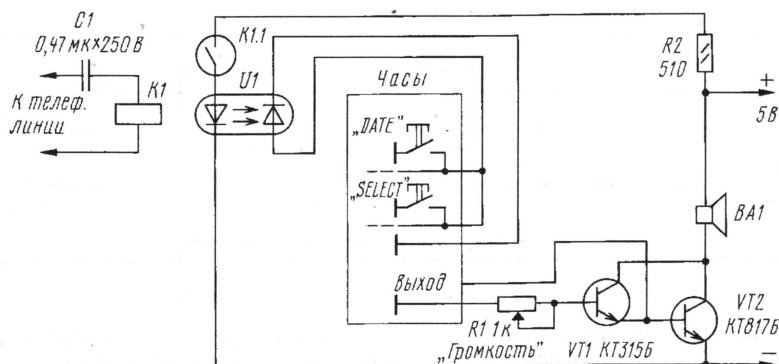 C1
0,47 мк×250 В
К телеф.
линии
K1
K1.1
U1
Часы
„DATE"
„SELECT"
Выход
R1 1к
„Громкость"
VT1 КТ315Б
VT2
КТ817Б
BA1
R2
510
+
5В
−